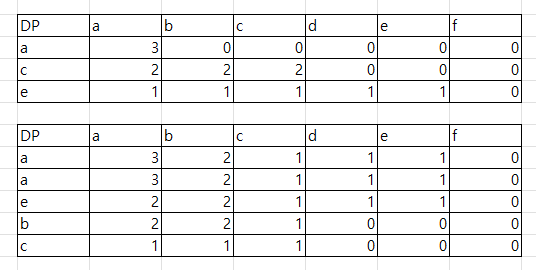 DP a b c d e f
a 3 0 0 0 0 0
c 2 2 2 0 0 0
e 1 1 1 1 1 0
DP a b c d e f
a 3 2 1 1 1 0
a 3 2 1 1 1 0
e 2 2 1 1 1 0
b 2 2 1 0 0 0
c 1 1 1 0 0 0